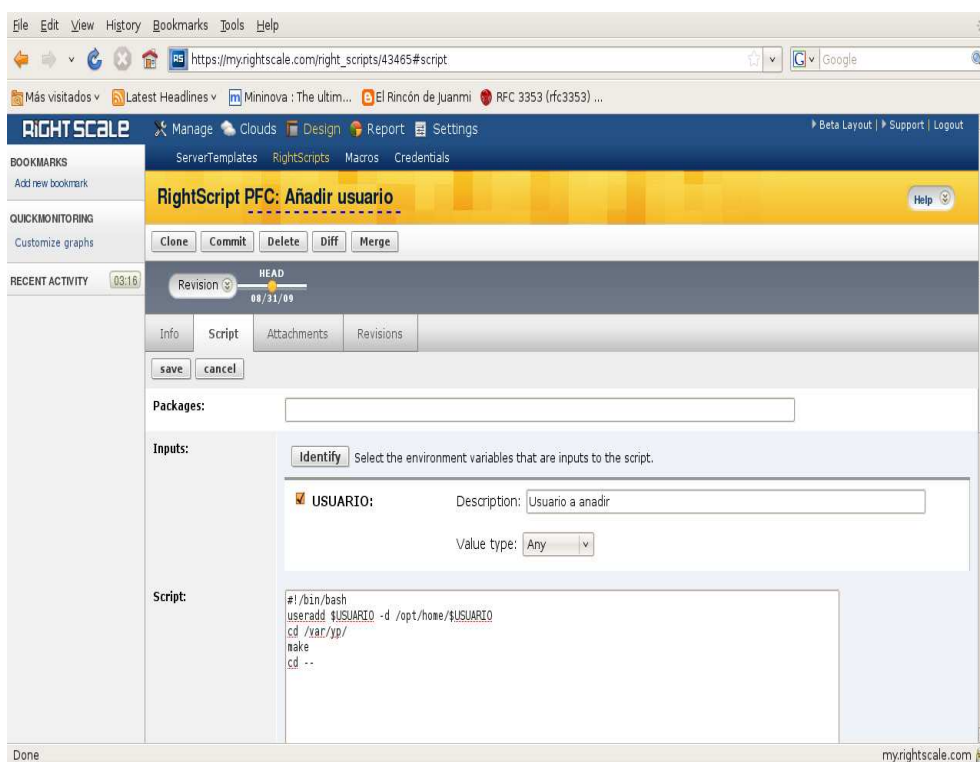 File Edit View History Bookmarks Tools Help
https://my.rightscale.com/right_scripts/43465#script
Google
Más visitados Latest Headlines Mininova : The ultim... El Rincón de Juanmi RFC 3353 (rfc3353) ...
RIGHTSCALE Manage Clouds Design Report Settings Beta Layout | Support | Logout
BOOKMARKS
Add new bookmark
ServerTemplates RightScripts Macros Credentials
RightScript PFC: Añadir usuario
Help
QUICKMONITORING
Customize graphs
Clone Commit Delete Diff Merge
RECENT ACTIVITY 03:16
Revision HEAD
08/31/09
Info Script Attachments Revisions
save cancel
Packages:
Inputs:
Identify Select the environment variables that are inputs to the script.
USUARIO: Description: Usuario a anadir
Value type: Any
Script:
#!/bin/bash
useradd $USUARIO -d /opt/home/$USUARIO
cd /var/yp/
make
cd --
Done my.rightscale.com